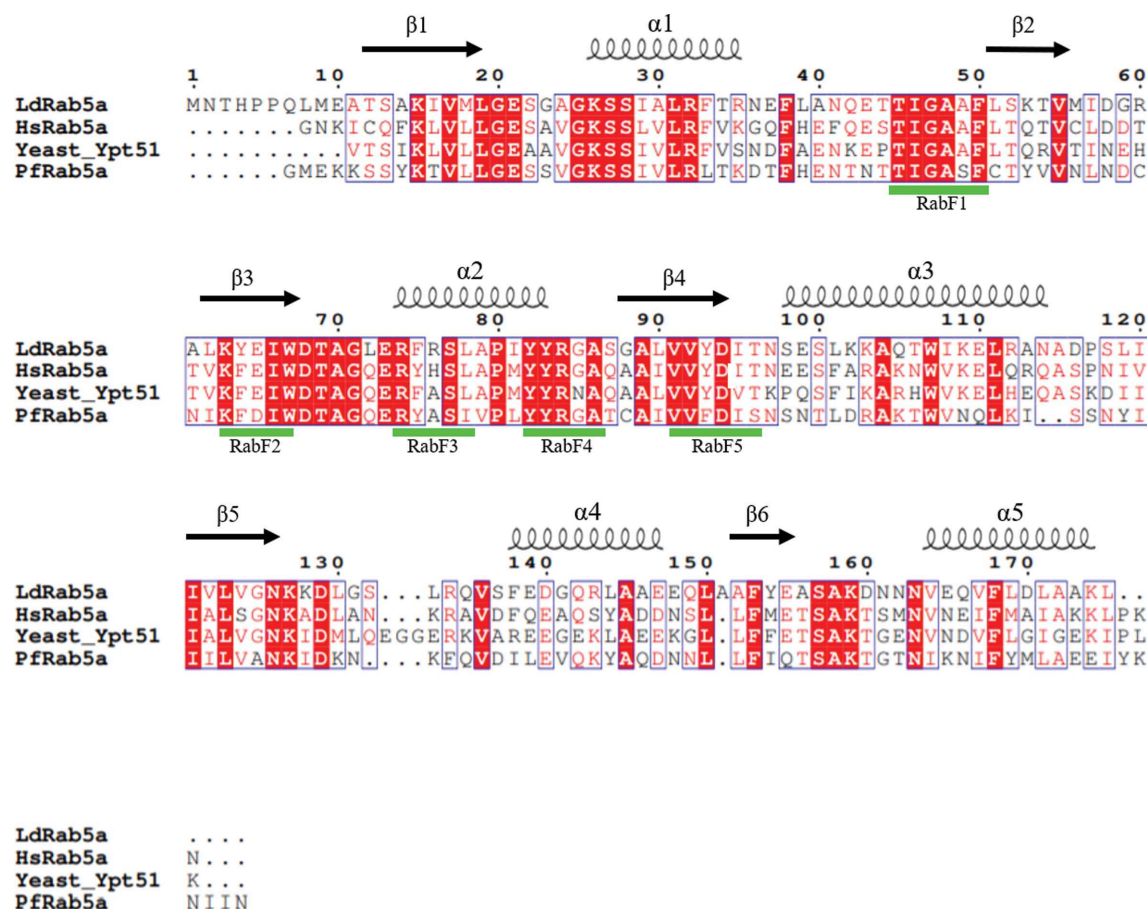 β1 α1 β2
1 10 20 30 40 50 60
LdRab5a MNTHPPQLMEATSAKIVMLGESGAGKSSIALRFTRNEFLANQETTIGAAFLSKTVMIDGR
HsRab5a .......GNKICQFKLVLLGESAVGKSSLVLRFVKGQFHEFQESTIGAAFLTQTVCLDDT
Yeast_Ypt51 ..........VTSIKLVLLGEAAVGKSSIVLRFVSNDFAENKEPTIGAAFLTQRVTINEH
PfRab5a ......GMEKKSSYKTVLLGESSVGKSSIVLRLTKDTFHENTNTTIGASFCTYVVNLNDC
RabF1
β3 α2 β4 α3
70 80 90 100 110 120
LdRab5a ALKYEIWDTAGLERFRSLAPIYYRGASGALVVYDITNSESLKKAQTWIKELRANADPSLI
HsRab5a TVKFEIWDTAGQERYHSLAPMYYRGAQAAIVVYDITNEESFARAKNWVKELQRQASPNIV
Yeast_Ypt51 TVKFEIWDTAGQERFASLAPMYYRNAQAALVVYDVTKPQSFIKARHWVKELHEQASKDII
PfRab5a NIKFDIWDTAGQERYASIVPLYYRGATCAIVVFDISNSNTLDRAKTWVNQLKI..SSNYI
RabF2 RabF3 RabF4 RabF5
β5 α4 β6 α5
130 140 150 160 170
LdRab5a IVLVGNKKDLGS...LRQVSFEDGQRLAAEEQLAAFYEASAKDNNNVEQVFLDLAAKL..
HsRab5a IALSGNKADLAN...KRAVDFQEAQSYADDNSL.LFMETSAKTSMNVNEIFMAIAKKLPK
Yeast_Ypt51 IALVGNKIDMLQEGGERKVAREEGEKLAEEKGL.LFFETSAKTGENVNDVFLGIGEKIPL
PfRab5a IILVANKIDKN....KFQVDILEVQKYAQDNNL.LFIQTSAKTGTNIKNIFYMLAEEIYK
LdRab5a ....
HsRab5a N...
Yeast_Ypt51 K...
PfRab5a NIIN